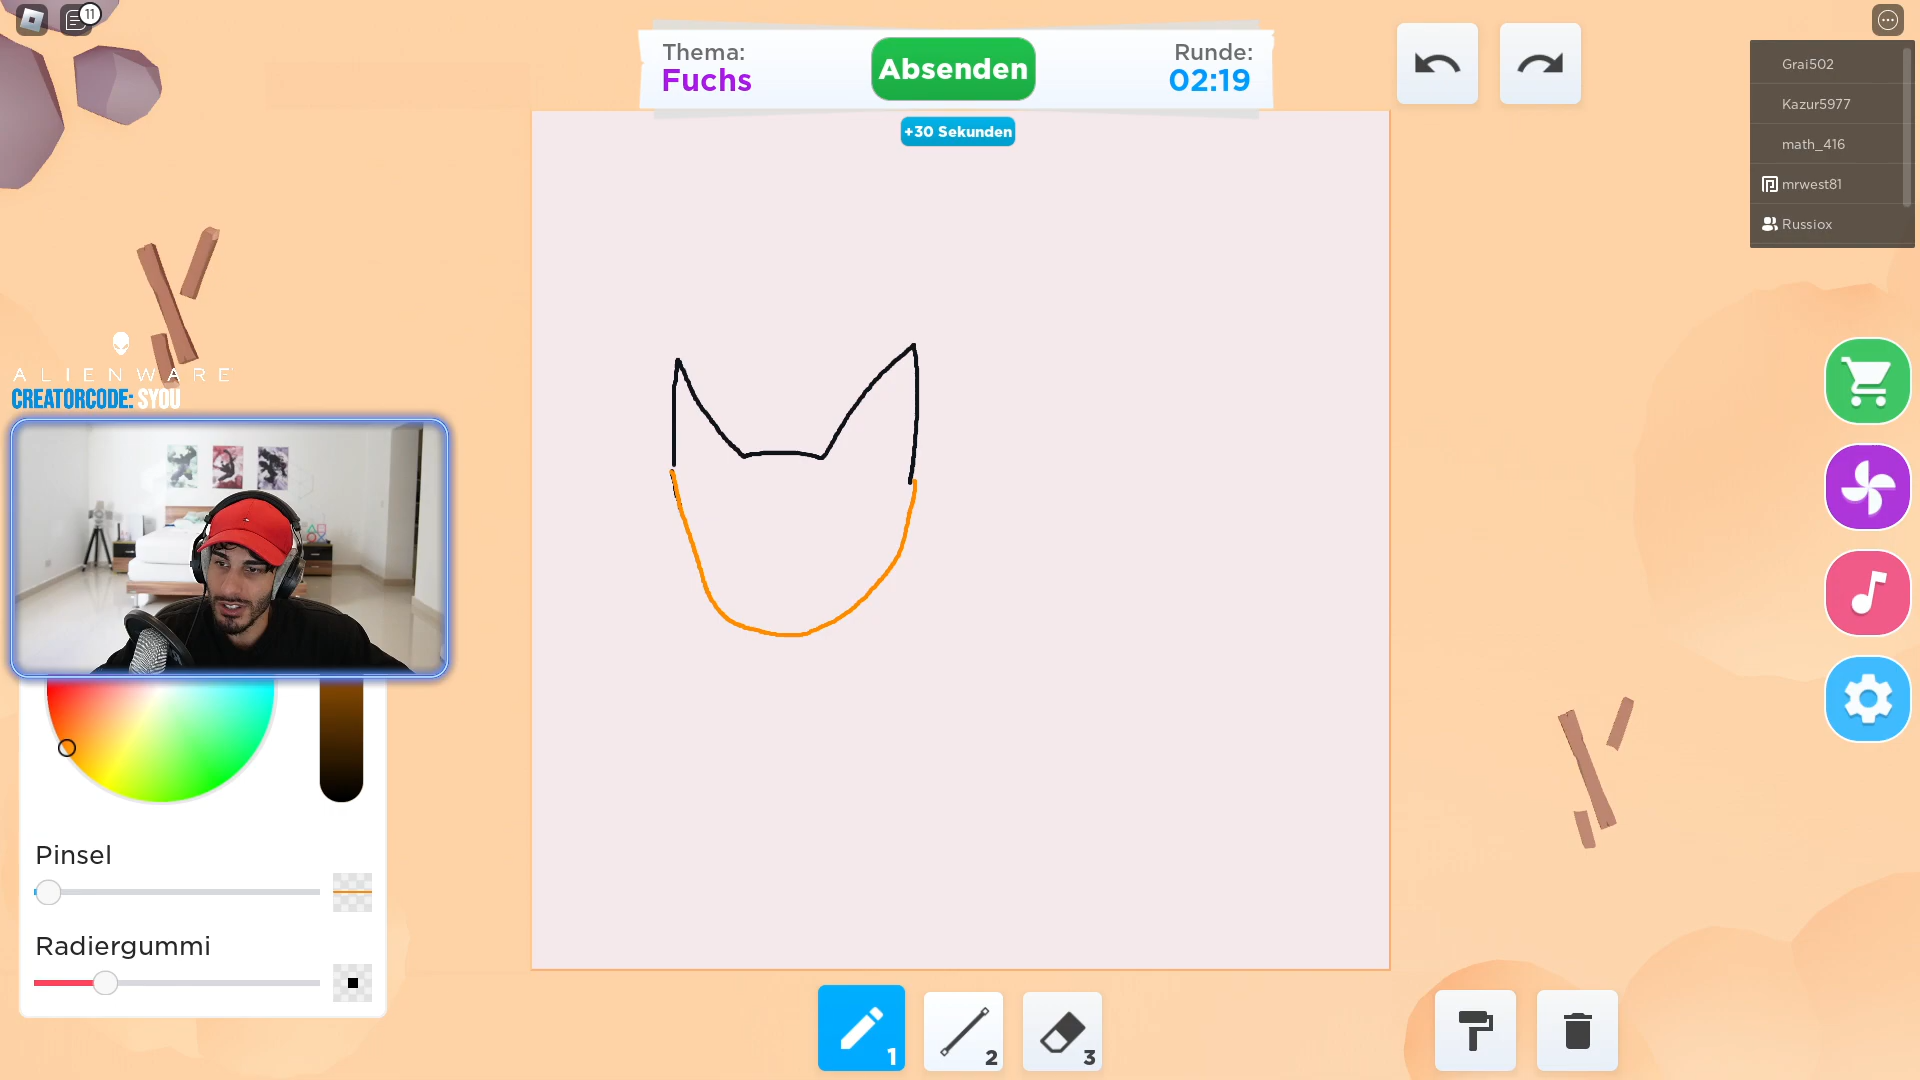 11
Thema:
Fuchs
Absenden
Runde:
02:19
+30 Sekunden
Grai502
Kazur5977
math_416
mrwest81
Russiox
ALIENWARE
CREATORCODE: SYOU
Pinsel
Radiergummi
1
2
3